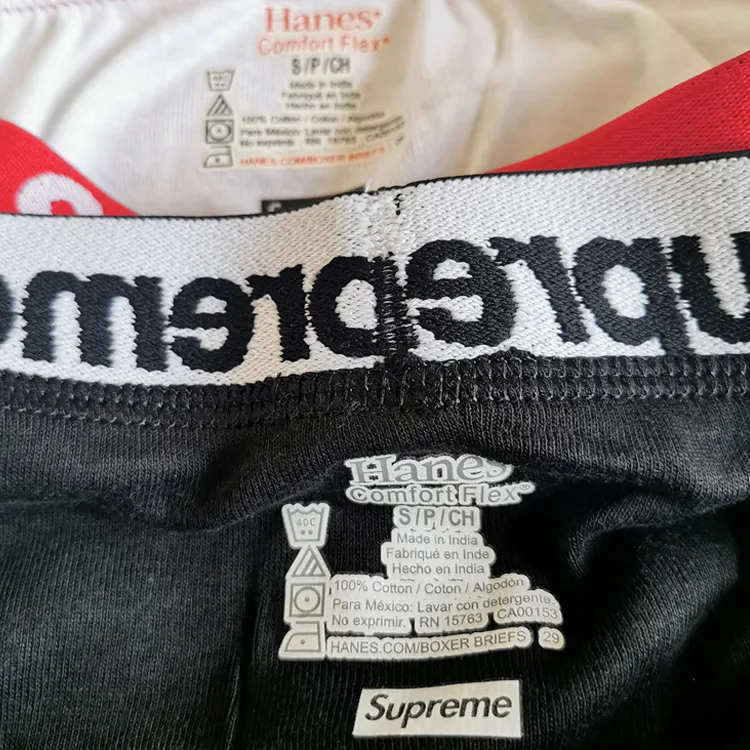 Hanes®
Comfort Flex®
S/P/CH
Made in India
Fabriqué en Inde
Hecho en India
100% Cotton / Coton / Algodón
Para México: Lavar con detergente.
No exprimir. RN 15763 CA00153
HANES.COM/BOXER BRIEFS
preme Supreme
Hanes
Comfort Flex®
S/P/CH
40C
Made in India
Fabriqué en Inde
Hecho en India
100% Cotton / Coton / Algodón
Para México: Lavar con detergente.
No exprimir. RN 15763 CA00153
HANES.COM/BOXER BRIEFS 29
Supreme